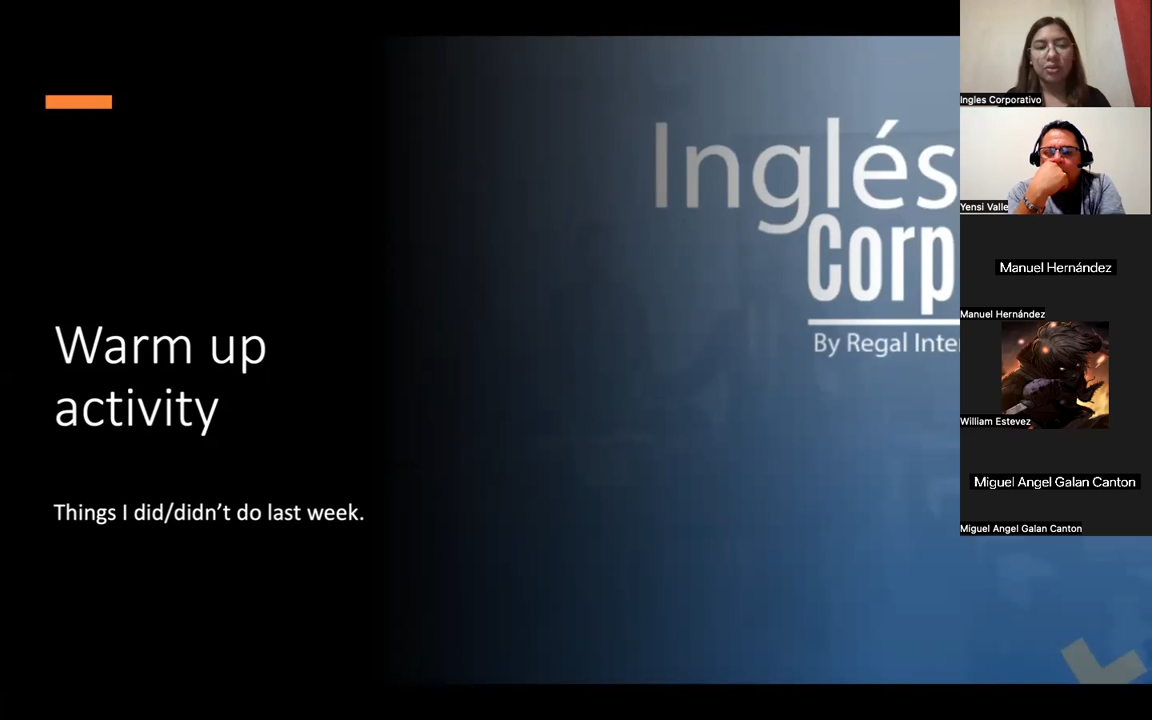 Warm up
activity
Things I did/didn't do last week.
Inglés
Corp
By Regal Inte
Ingles Corporativo
Yensi Valle
Manuel Hernández
Manuel Hernández
William Estevez
Miguel Angel Galan Canton
Miguel Angel Galan Canton